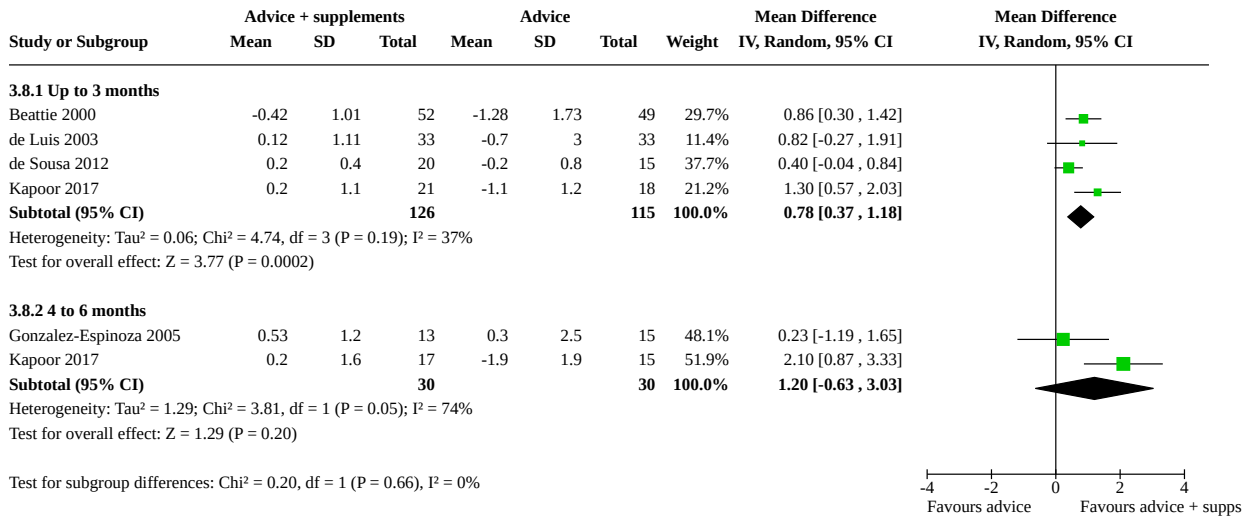 Advice + supplements Advice Mean Difference Mean Difference
Study or Subgroup Mean SD Total Mean SD Total Weight IV, Random, 95% CI IV, Random, 95% CI
3.8.1 Up to 3 months
Beattie 2000 -0.42 1.01 52 -1.28 1.73 49 29.7% 0.86 [0.30 , 1.42]
de Luis 2003 0.12 1.11 33 -0.7 3 33 11.4% 0.82 [-0.27 , 1.91]
de Sousa 2012 0.2 0.4 20 -0.2 0.8 15 37.7% 0.40 [-0.04 , 0.84]
Kapoor 2017 0.2 1.1 21 -1.1 1.2 18 21.2% 1.30 [0.57 , 2.03]
Subtotal (95% CI) 126 115 100.0% 0.78 [0.37 , 1.18]
Heterogeneity: Tau² = 0.06; Chi² = 4.74, df = 3 (P = 0.19); I² = 37%
Test for overall effect: Z = 3.77 (P = 0.0002)
3.8.2 4 to 6 months
Gonzalez-Espinoza 2005 0.53 1.2 13 0.3 2.5 15 48.1% 0.23 [-1.19 , 1.65]
Kapoor 2017 0.2 1.6 17 -1.9 1.9 15 51.9% 2.10 [0.87 , 3.33]
Subtotal (95% CI) 30 30 100.0% 1.20 [-0.63 , 3.03]
Heterogeneity: Tau² = 1.29; Chi² = 3.81, df = 1 (P = 0.05); I² = 74%
Test for overall effect: Z = 1.29 (P = 0.20)
Test for subgroup differences: Chi² = 0.20, df = 1 (P = 0.66), I² = 0%
-4 -2 0 2 4
Favours advice Favours advice + supps